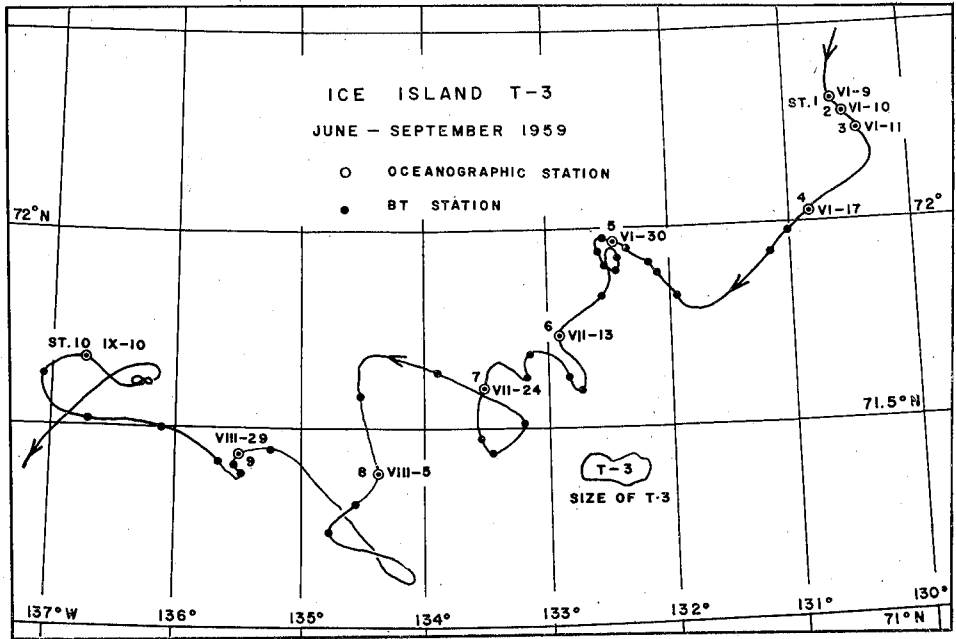 ICE ISLAND T-3
JUNE — SEPTEMBER 1959
OCEANOGRAPHIC STATION
BT STATION
ST. 1 VI-9
2 VI-10
3 VI-11
4
VI-17
72°N
72°
5
VI-30
6
VII-13
ST. 10 IX-10
7
VII-24
71.5°N
VIII-29
9
8 VIII-5
T-3
SIZE OF T-3
137°W 136° 135° 134° 133° 132° 131° 130°
71°N